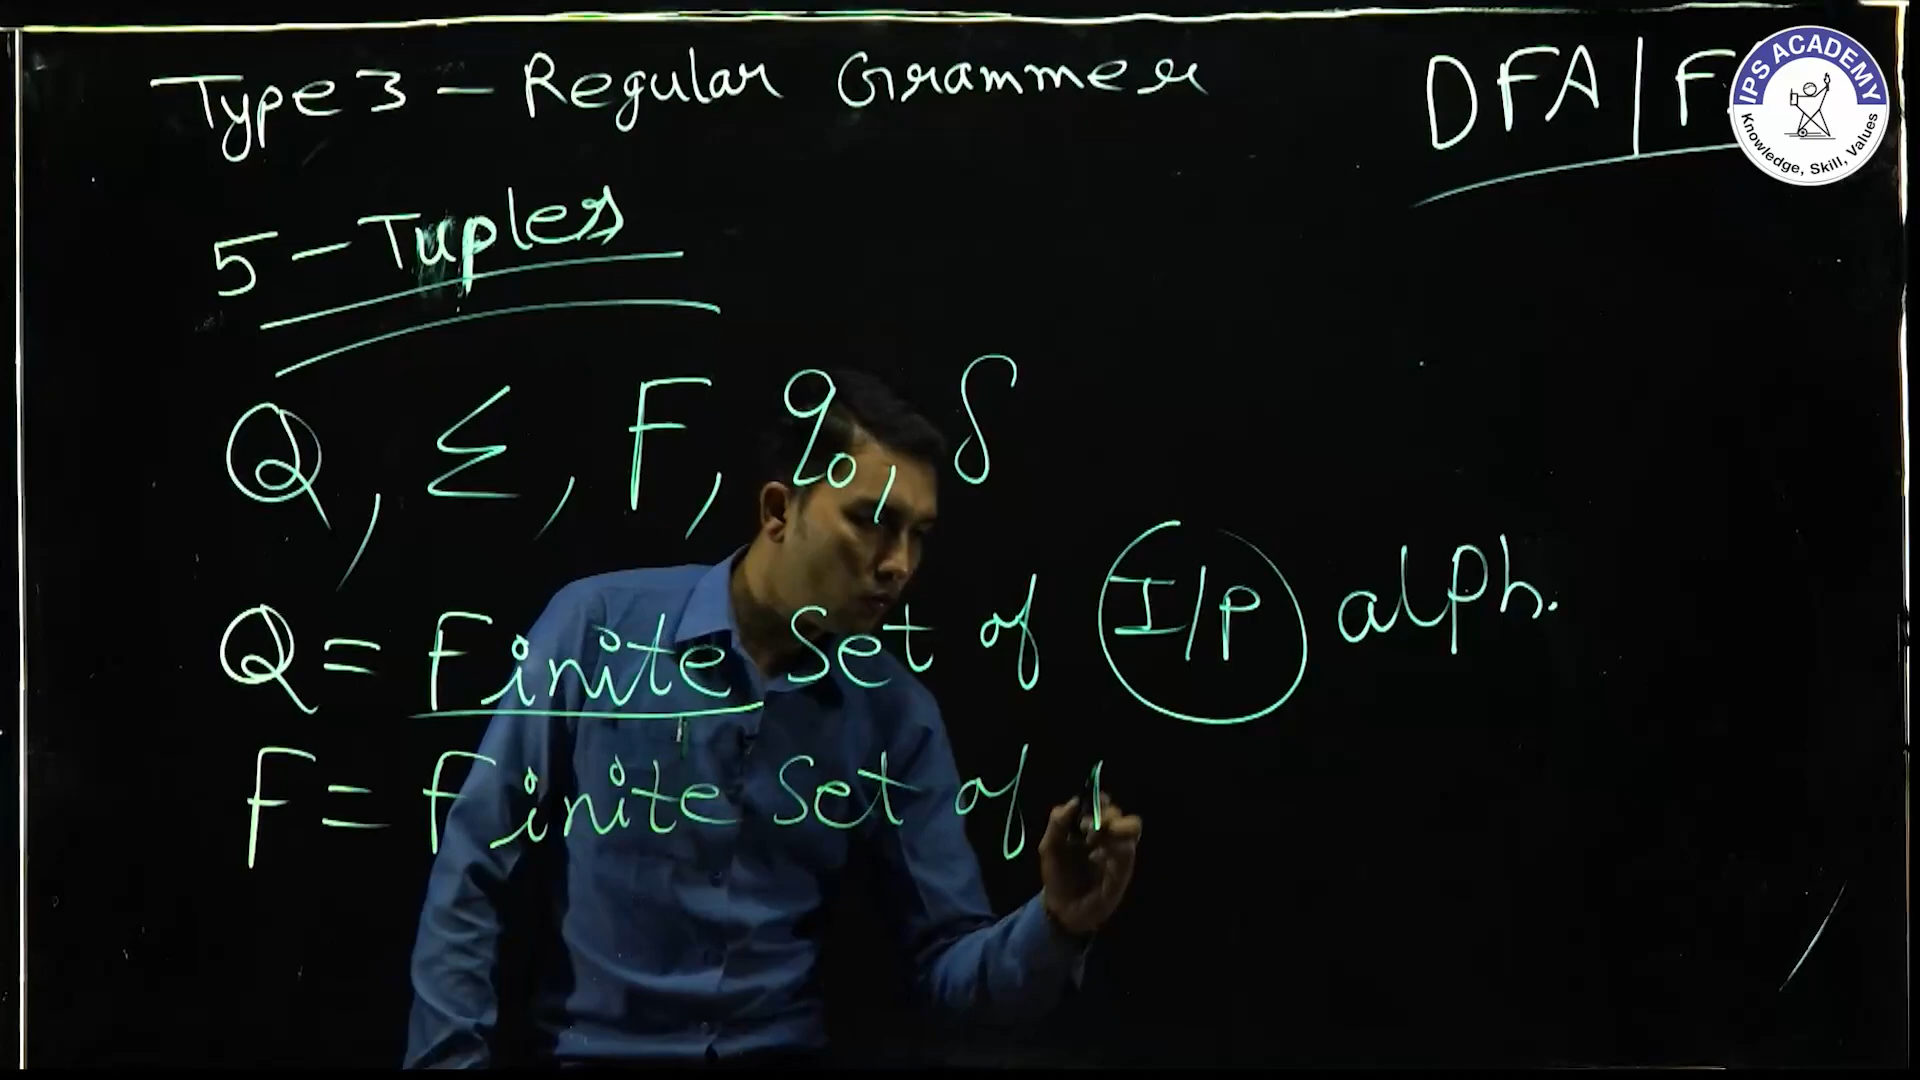 Type 3 - Regular Grammer
DFA | F
IPS ACADEMY
Knowledge, Skill, Values
5 - Tuples
Q, Σ, F, q0, δ
Q = Finite Set of I/P alph.
F = Finite Set of